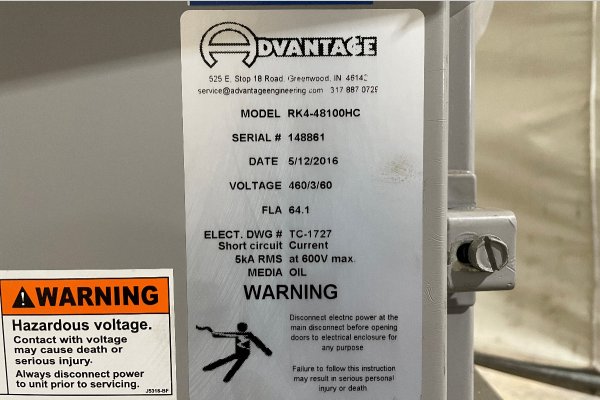 ADVANTAGE
525 E. Stop 18 Road, Greenwood, IN 46142
service@advantageengineering.com 317 887 0729
MODEL RK4-48100HC
SERIAL # 148861
DATE 5/12/2016
VOLTAGE 460/3/60
FLA 64.1
ELECT. DWG # TC-1727
Short circuit Current
5kA RMS at 600V max.
MEDIA OIL
WARNING
Disconnect electric power at the
main disconnect before opening
doors to electrical enclosure for
any purpose
Failure to follow this instruction
may result in serious personal
injury or death
WARNING
Hazardous voltage.
Contact with voltage
may cause death or
serious injury.
Always disconnect power
to unit prior to servicing.
J5318-BF